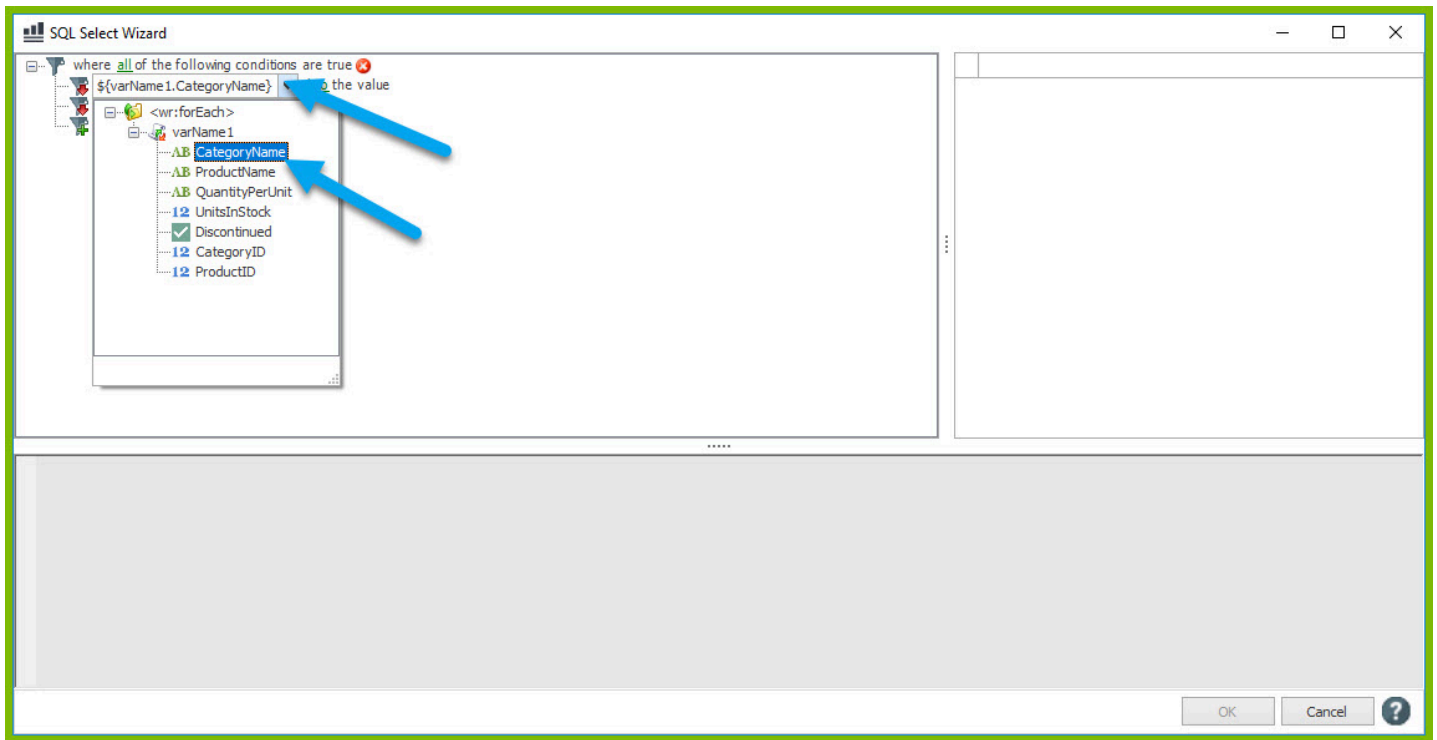 SQL Select Wizard
where all of the following conditions are true
${varName1.CategoryName} the value
<wr:forEach>
varName1
AB CategoryName
AB ProductName
AB QuantityPerUnit
12 UnitsInStock
Discontinued
12 CategoryID
12 ProductID
OK Cancel ?